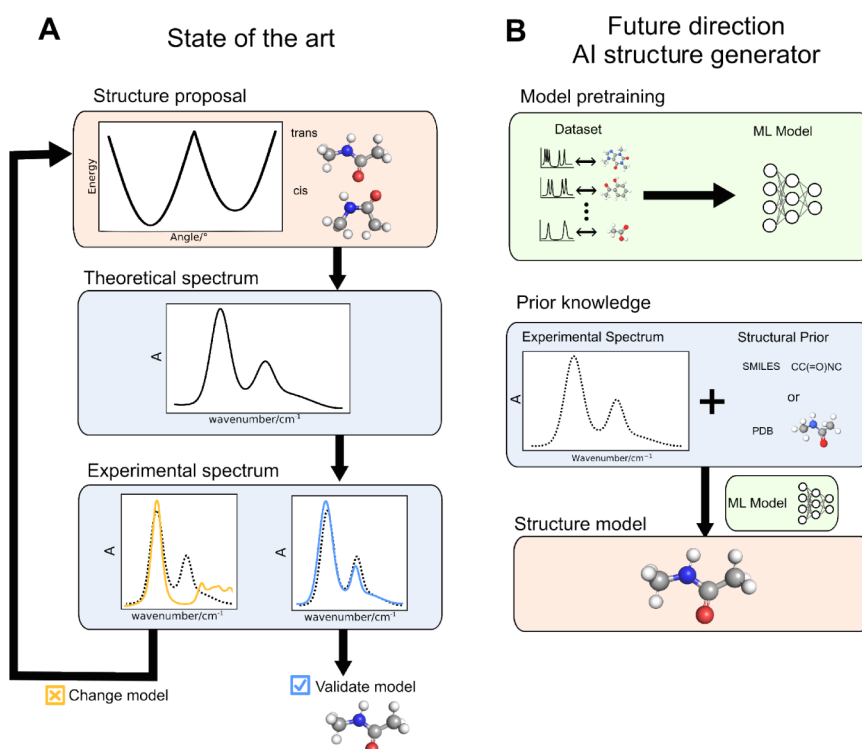 A
State of the art
Structure proposal
Energy
Angle/°
trans
cis
Theoretical spectrum
A
wavenumber/cm⁻¹
Experimental spectrum
A
wavenumber/cm⁻¹
A
wavenumber/cm⁻¹
Change model
Validate model
B
Future direction
AI structure generator
Model pretraining
Dataset
ML Model
Prior knowledge
Experimental Spectrum
A
Wavenumber/cm⁻¹
Structural Prior
SMILES CC(=O)NC
or
PDB
ML Model
Structure model